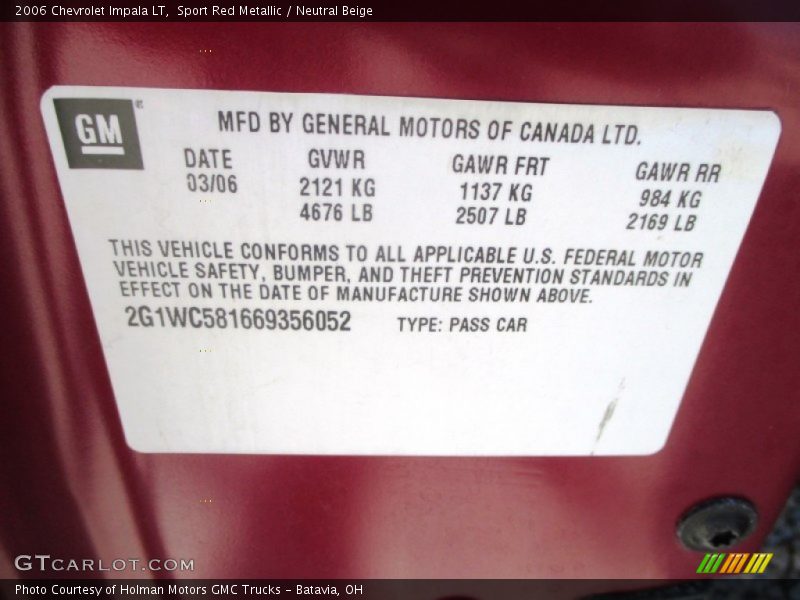 2006 Chevrolet Impala LT, Sport Red Metallic / Neutral Beige
GM
MFD BY GENERAL MOTORS OF CANADA LTD.
DATE GVWR GAWR FRT GAWR RR
03/06 2121 KG 1137 KG 984 KG
4676 LB 2507 LB 2169 LB
THIS VEHICLE CONFORMS TO ALL APPLICABLE U.S. FEDERAL MOTOR
VEHICLE SAFETY, BUMPER, AND THEFT PREVENTION STANDARDS IN
EFFECT ON THE DATE OF MANUFACTURE SHOWN ABOVE.
2G1WC581669356052 TYPE: PASS CAR
GTCARLOT.COM
Photo Courtesy of Holman Motors GMC Trucks - Batavia, OH